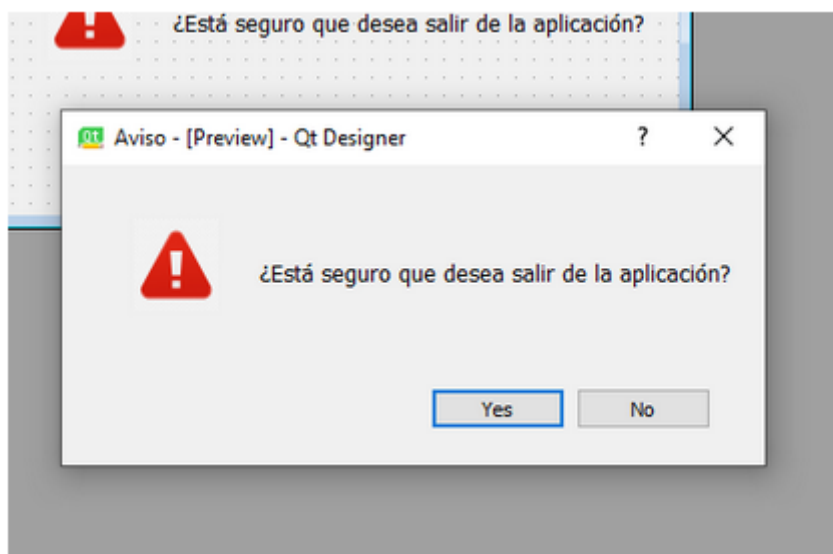 ¿Está seguro que desea salir de la aplicación?
Qt Aviso - [Preview] - Qt Designer ?
¿Está seguro que desea salir de la aplicación?
Yes No